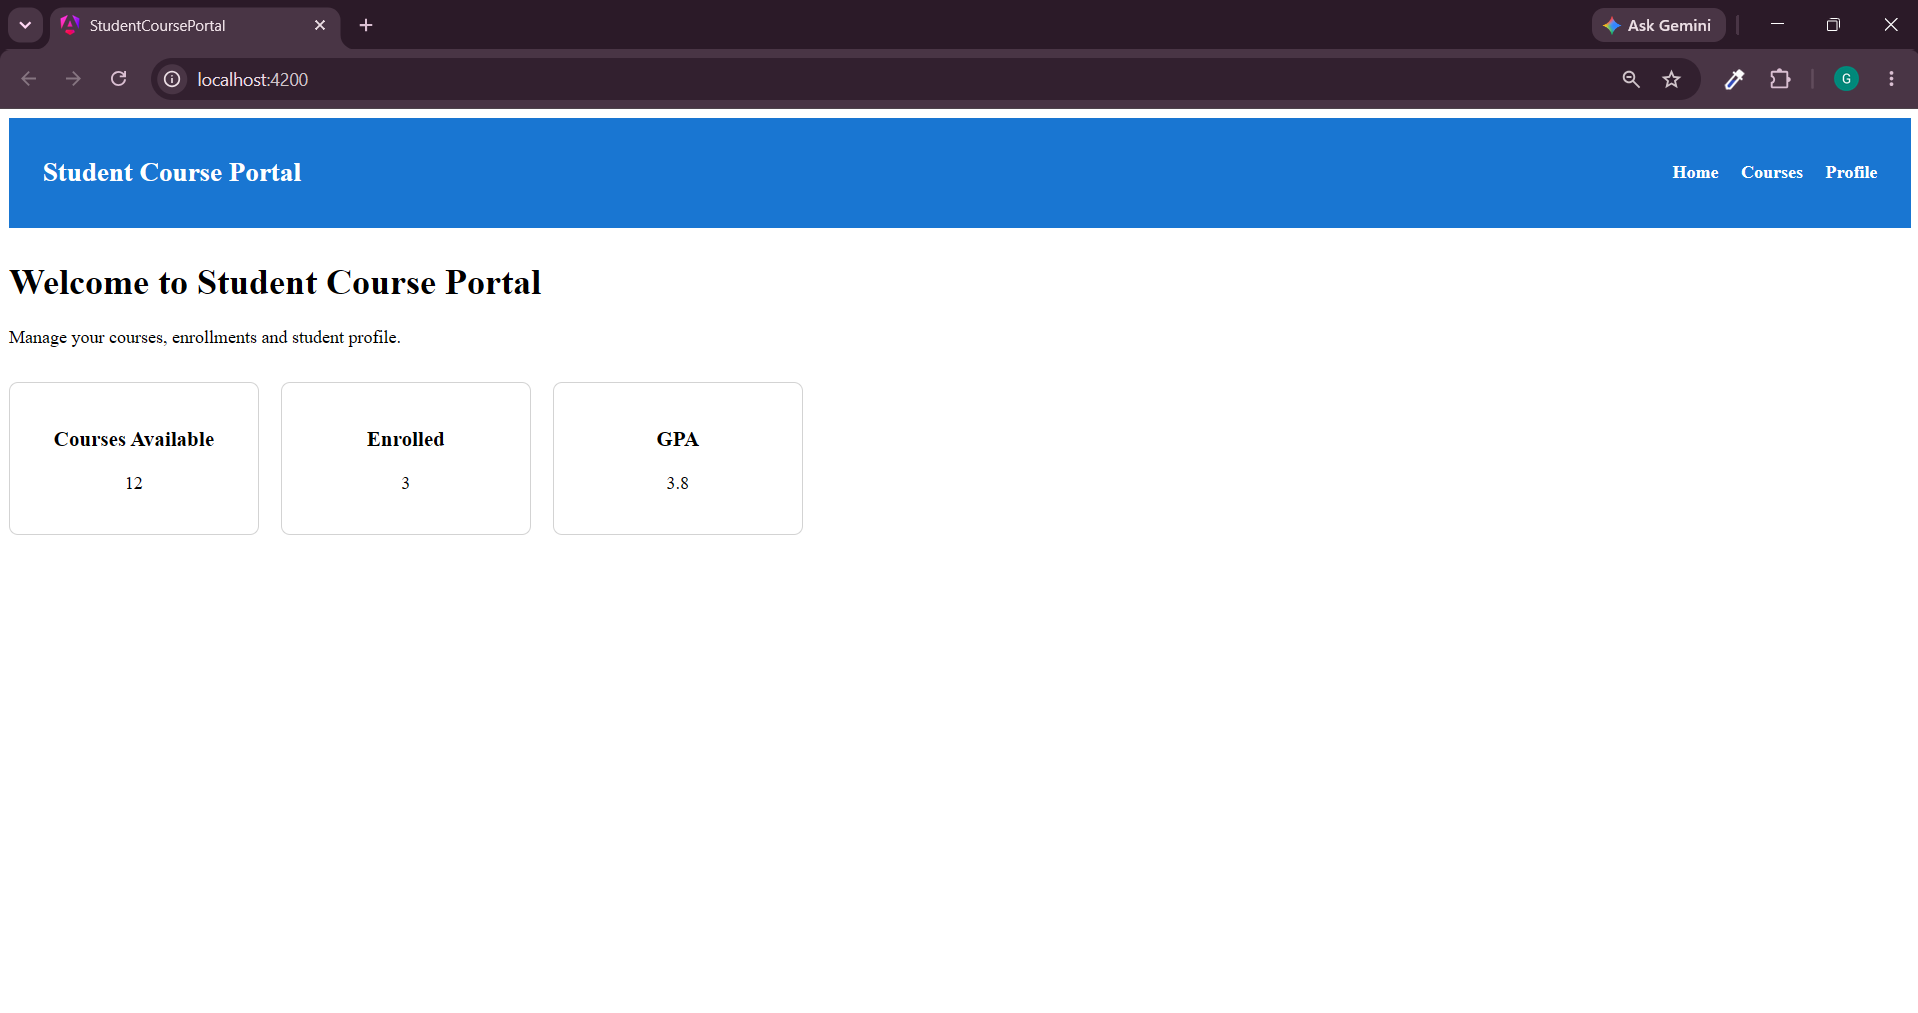 StudentCoursePortal
Ask Gemini
localhost:4200
G
Student Course Portal
Home Courses Profile
Welcome to Student Course Portal
Manage your courses, enrollments and student profile.
Courses Available Enrolled GPA
12 3 3.8